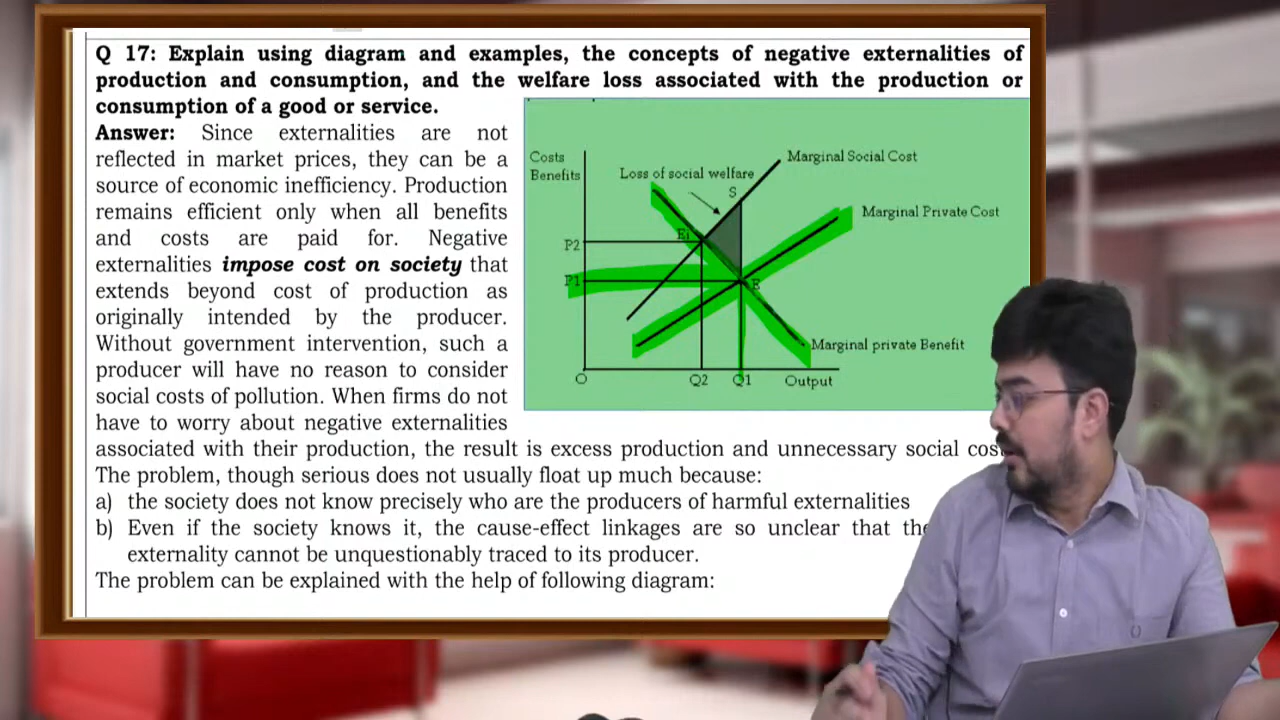 Q 17: Explain using diagram and examples, the concepts of negative externalities of
production and consumption, and the welfare loss associated with the production or
consumption of a good or service.
Answer: Since externalities are not
reflected in market prices, they can be a
source of economic inefficiency. Production
remains efficient only when all benefits
and costs are paid for. Negative
externalities impose cost on society that
extends beyond cost of production as
originally intended by the producer.
Without government intervention, such a
producer will have no reason to consider
social costs of pollution. When firms do not
have to worry about negative externalities
associated with their production, the result is excess production and unnecessary social
The problem, though serious does not usually float up much because:
a) the society does not know precisely who are the producers of harmful externalities
b) Even if the society knows it, the cause-effect linkages are so unclear that
externality cannot be unquestionably traced to its producer.
The problem can be explained with the help of following diagram:
Costs
Benefits
Loss of social welfare
Marginal Social Cost
S
Marginal Private Cost
P2
P1
E
Marginal private Benefit
O
Q2
Q1
Output